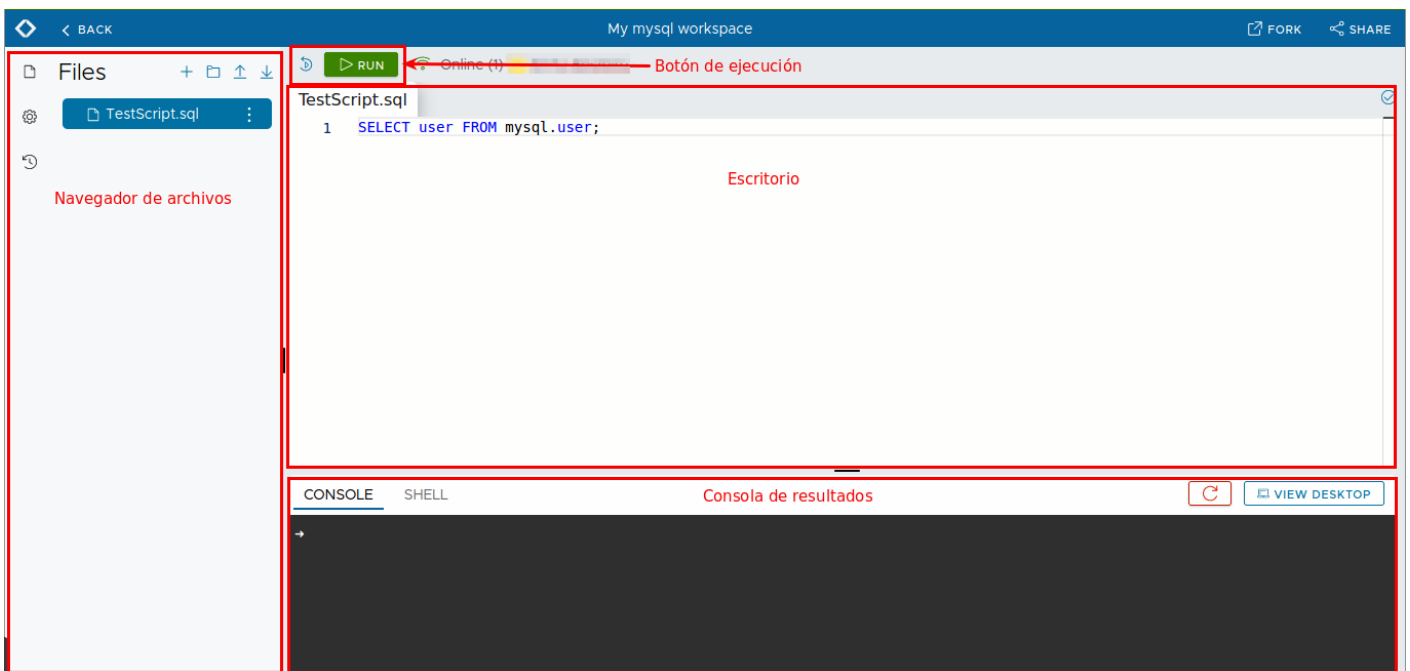 BACK
My mysql workspace
FORK
SHARE
Files
RUN
Online (1)
Botón de ejecución
TestScript.sql
TestScript.sql
1 SELECT user FROM mysql.user;
Escritorio
Navegador de archivos
CONSOLE
SHELL
Consola de resultados
VIEW DESKTOP